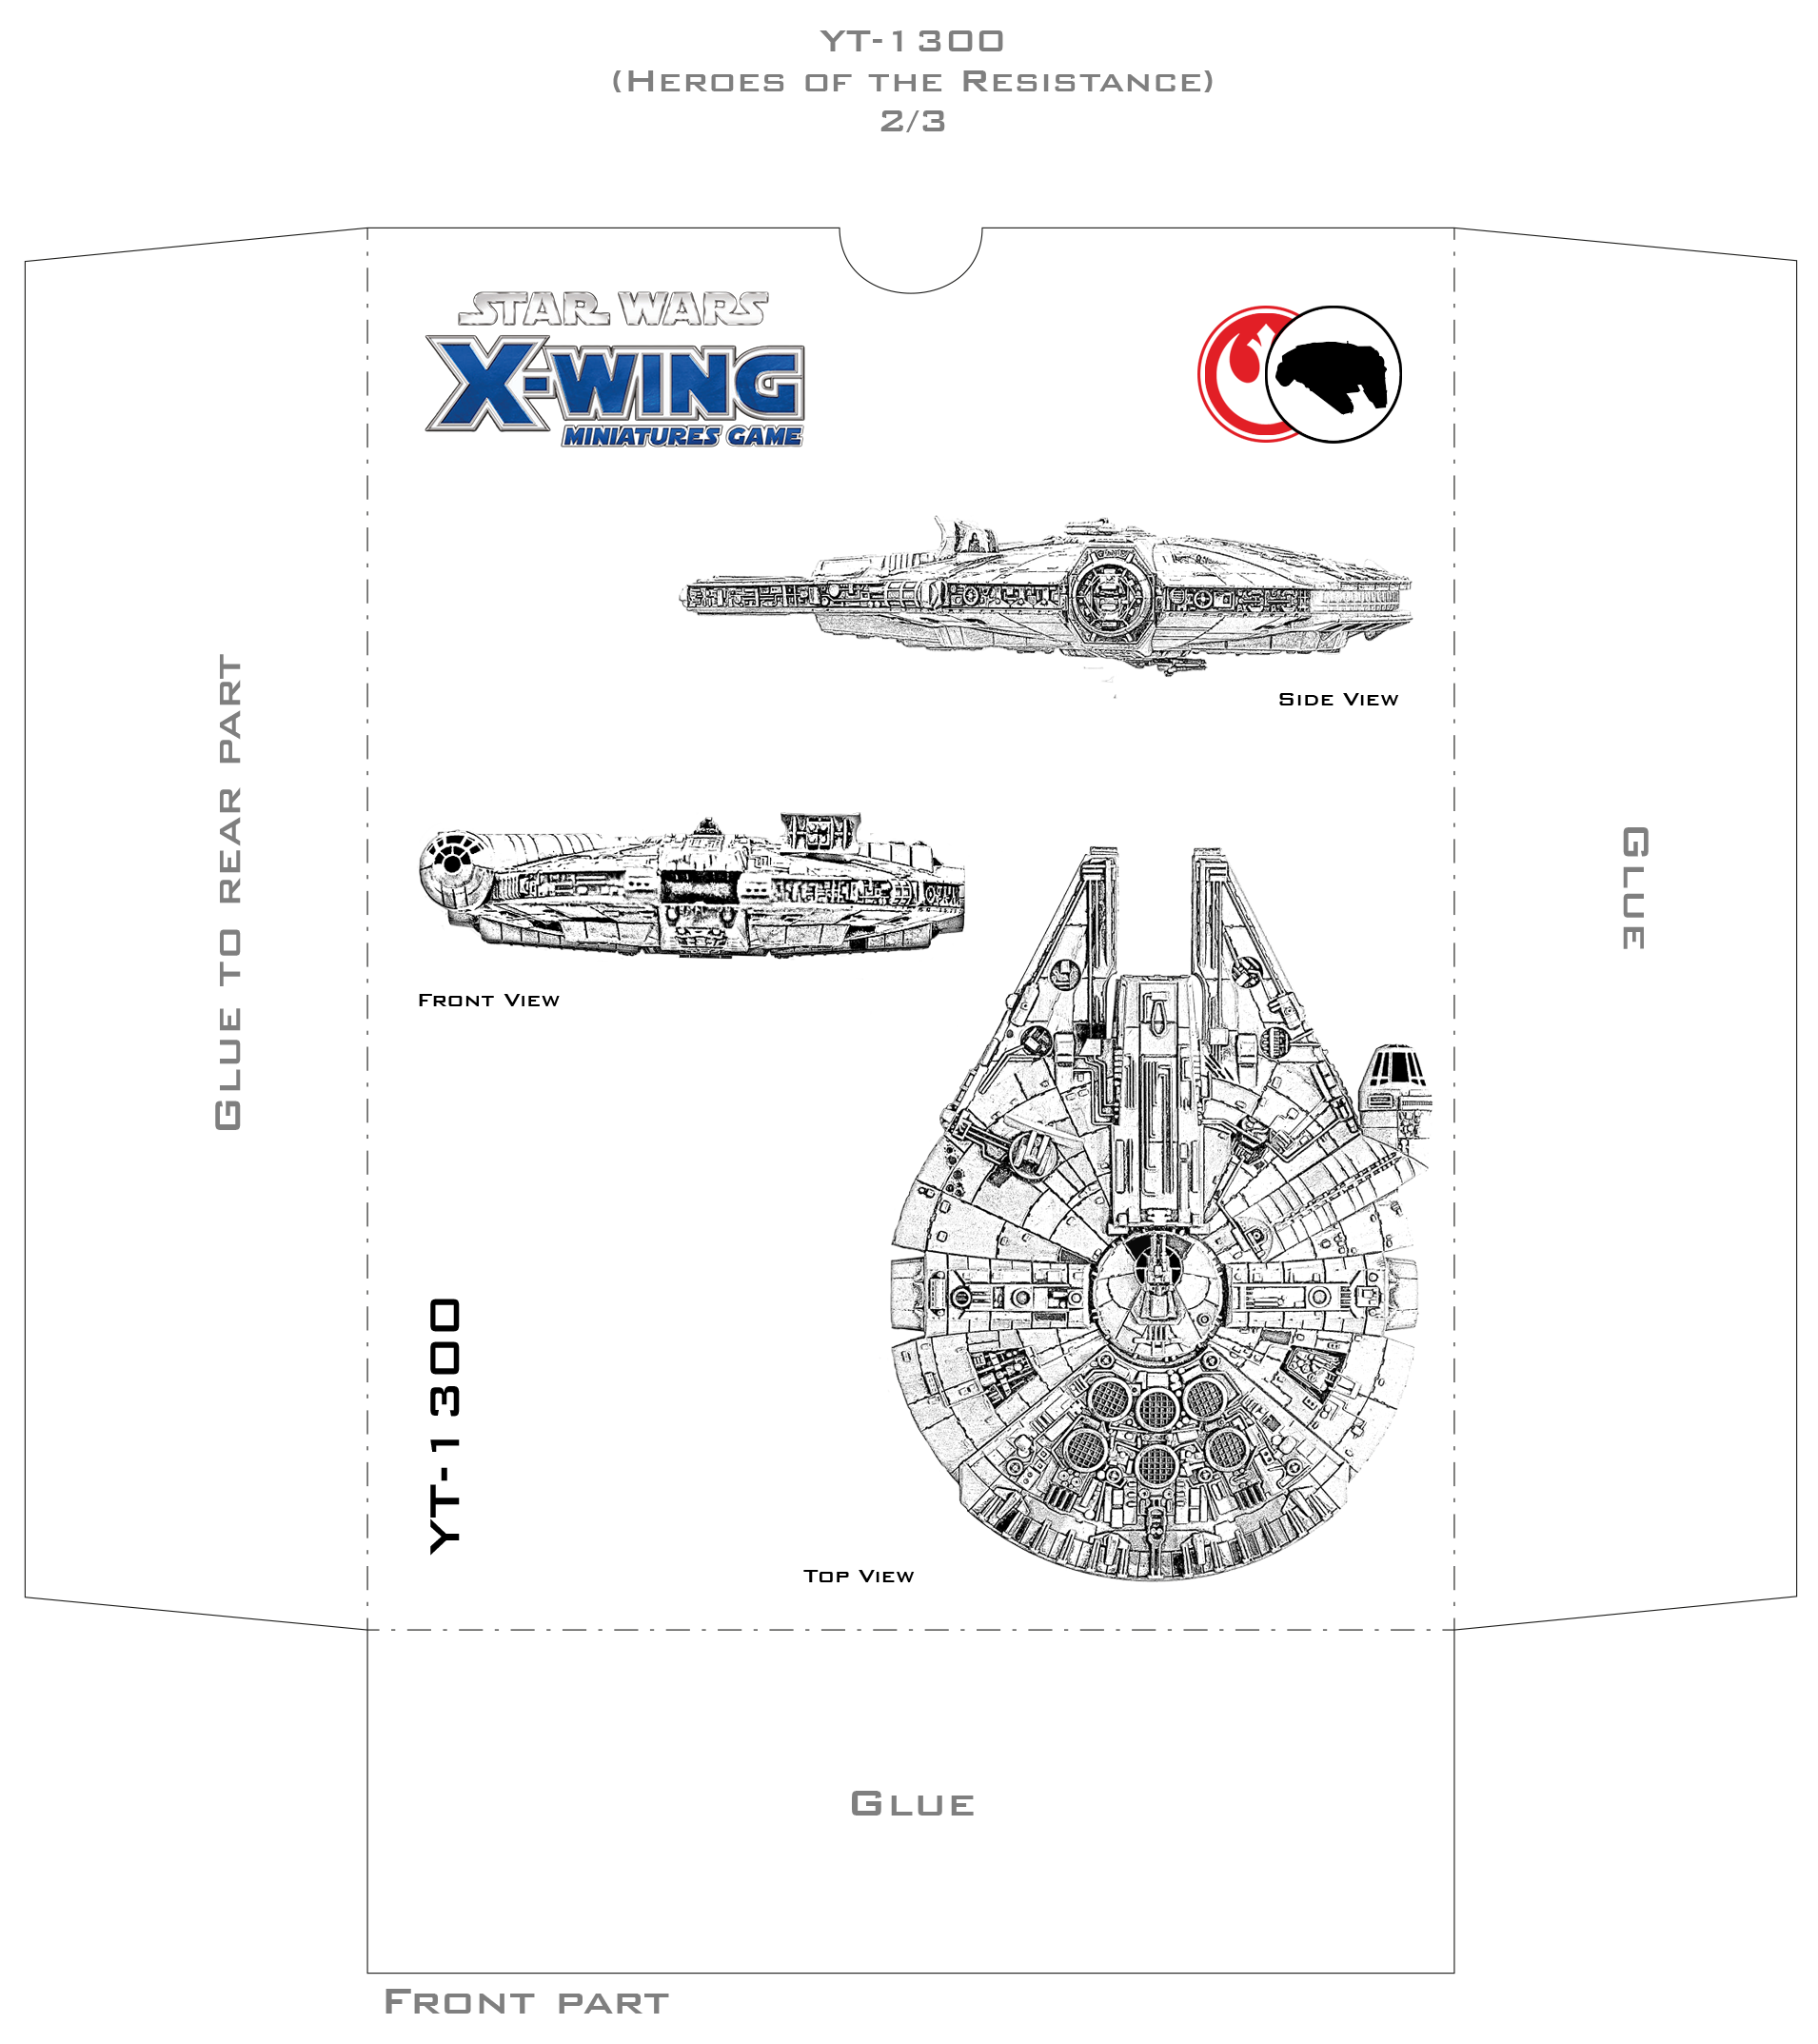 YT-1300
(Heroes of the Resistance)
2/3
STAR WARS
X-WING
MINIATURES GAME
Side View
Glue to rear part
Glue
Front View
YT-1300
Top View
Glue
Front part